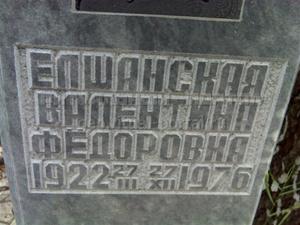 ЕЛШАНСКАЯ
ВАЛЕНТИНА
ФЁДОРОВНА
1922 27/III 27/XII 1976